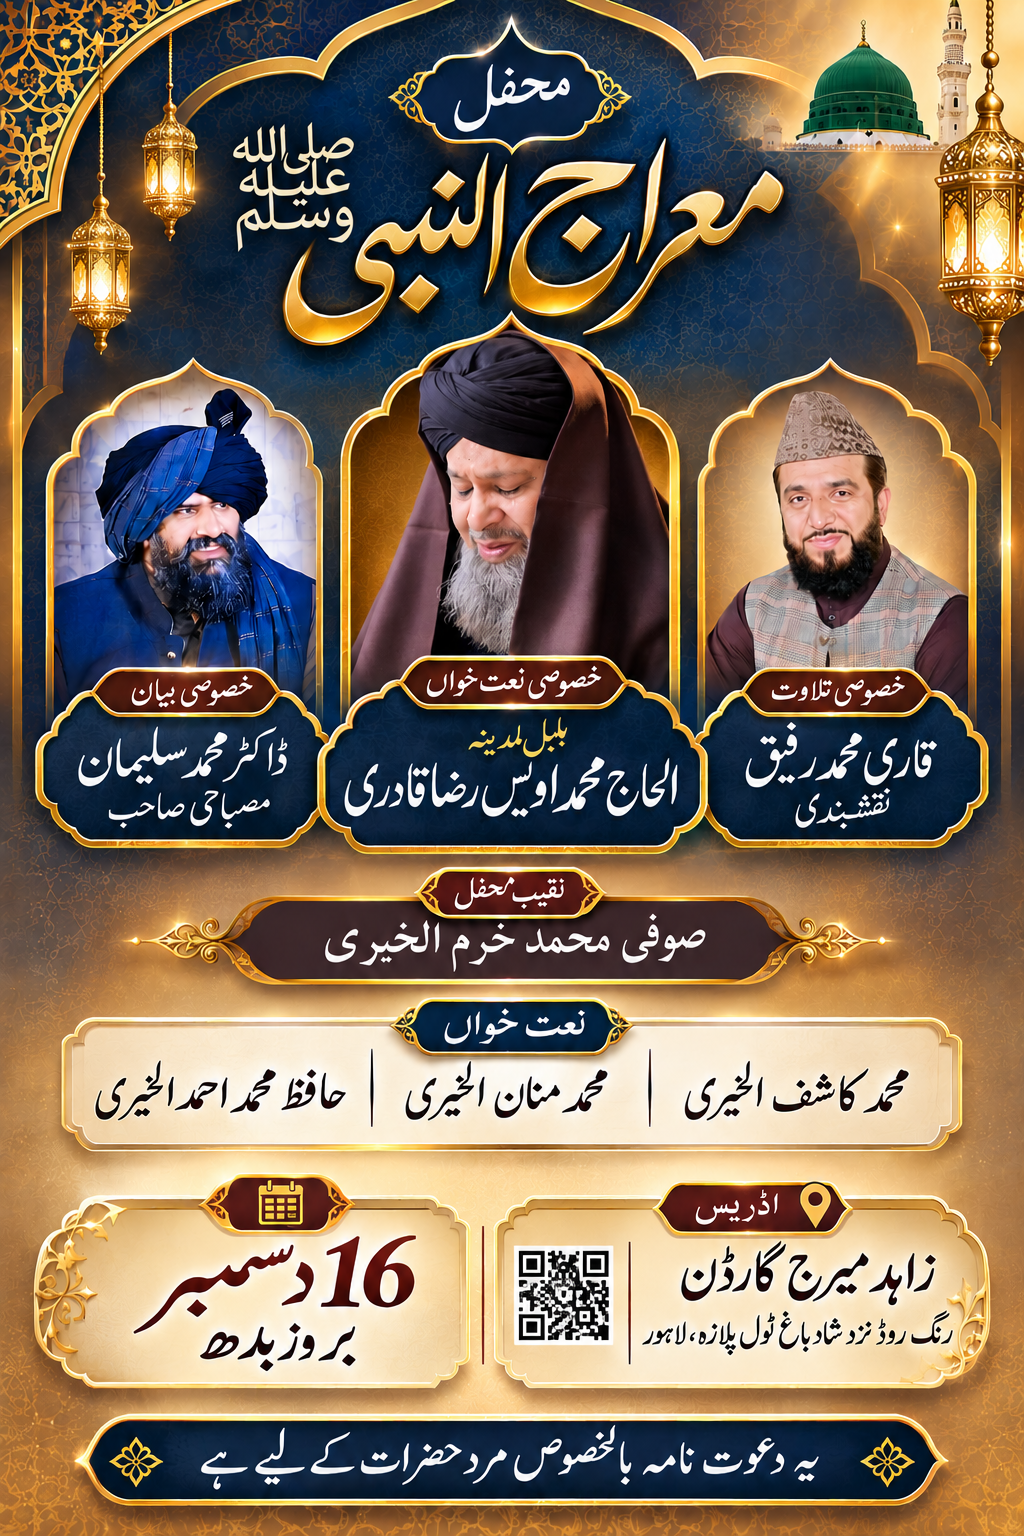 محفل
معراج النبی
صلی اللہ علیہ وسلم
خصوصی تلاوت
قاری محمد رفیق
نقشبندی
خصوصی نعت خواں
بلبل مدینہ
الحاج محمد اویس رضا قادری
خصوصی بیان
ڈاکٹر محمد سلیمان
مصباحی صاحب
نقیب محفل
صوفی محمد خرم الخیری
نعت خواں
محمد کاشف الخیری
محمد منان الخیری
حافظ محمد احمد الخیری
اڈریس
زاہد میرج گارڈن
رنگ روڈ نزد شاد باغ ٹول پلازہ، لاہور
16 دسمبر
بروز بدھ
یہ دعوت نامہ بالخصوص مرد حضرات کے لیے ہے